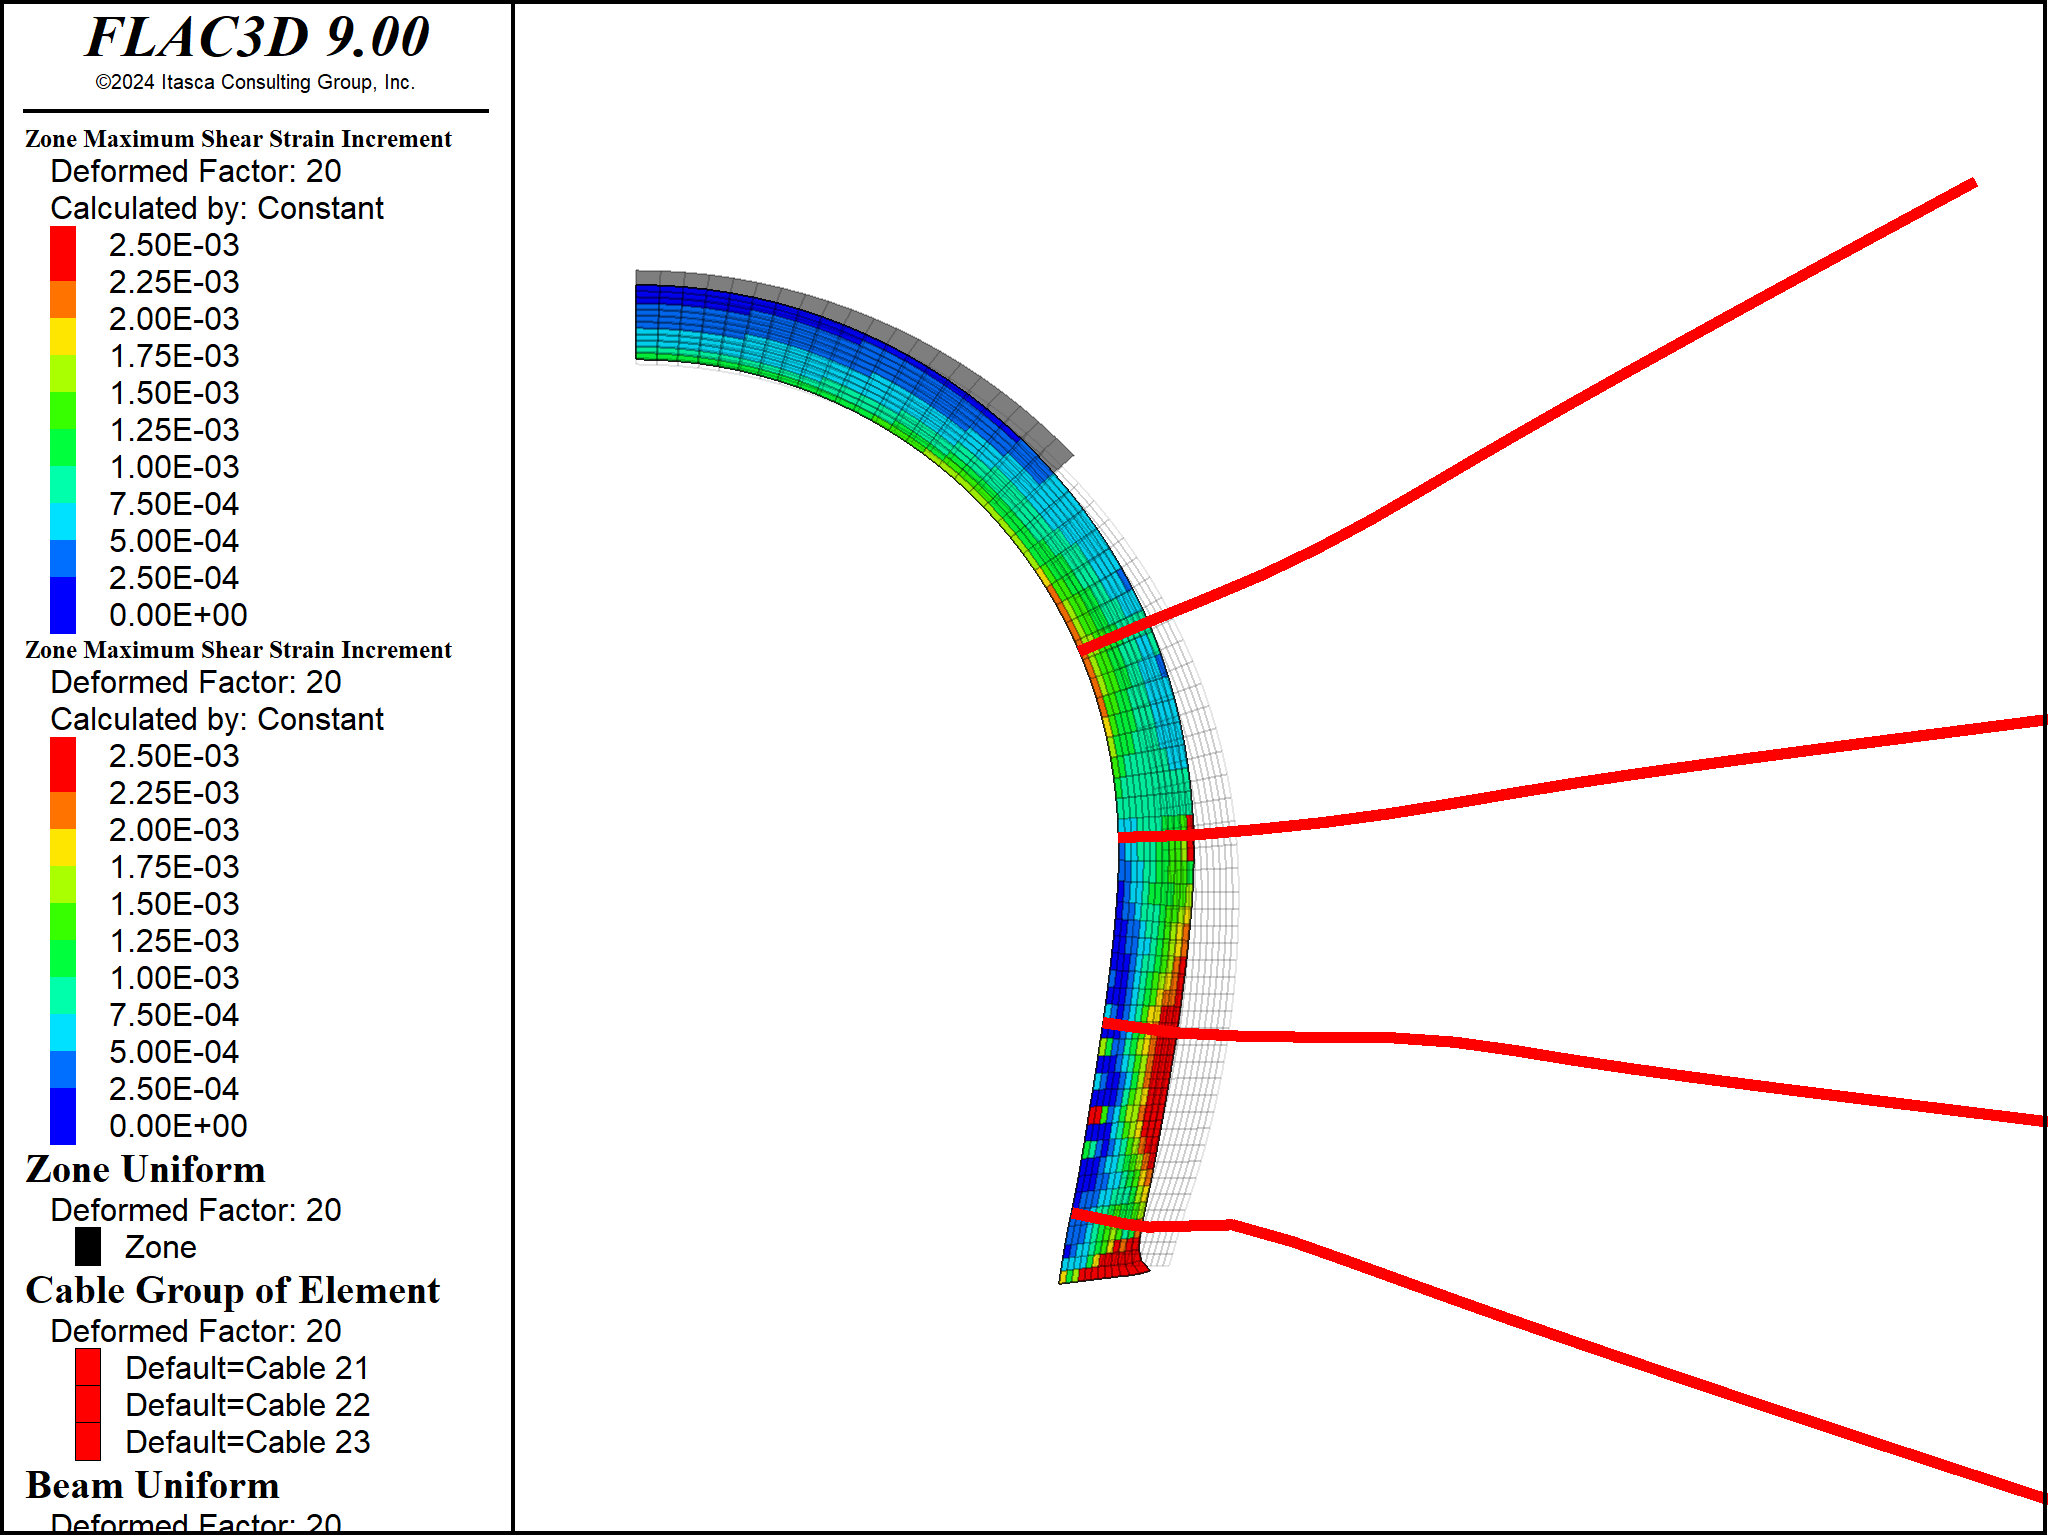 FLAC3D 9.00
©2024 Itasca Consulting Group, Inc.
Zone Maximum Shear Strain Increment
Deformed Factor: 20
Calculated by: Constant
2.50E-03
2.25E-03
2.00E-03
1.75E-03
1.50E-03
1.25E-03
1.00E-03
7.50E-04
5.00E-04
2.50E-04
0.00E+00
Zone Maximum Shear Strain Increment
Deformed Factor: 20
Calculated by: Constant
2.50E-03
2.25E-03
2.00E-03
1.75E-03
1.50E-03
1.25E-03
1.00E-03
7.50E-04
5.00E-04
2.50E-04
0.00E+00
Zone Uniform
Deformed Factor: 20
Zone
Cable Group of Element
Deformed Factor: 20
Default=Cable 21
Default=Cable 22
Default=Cable 23
Beam Uniform
Deformed Factor: 20